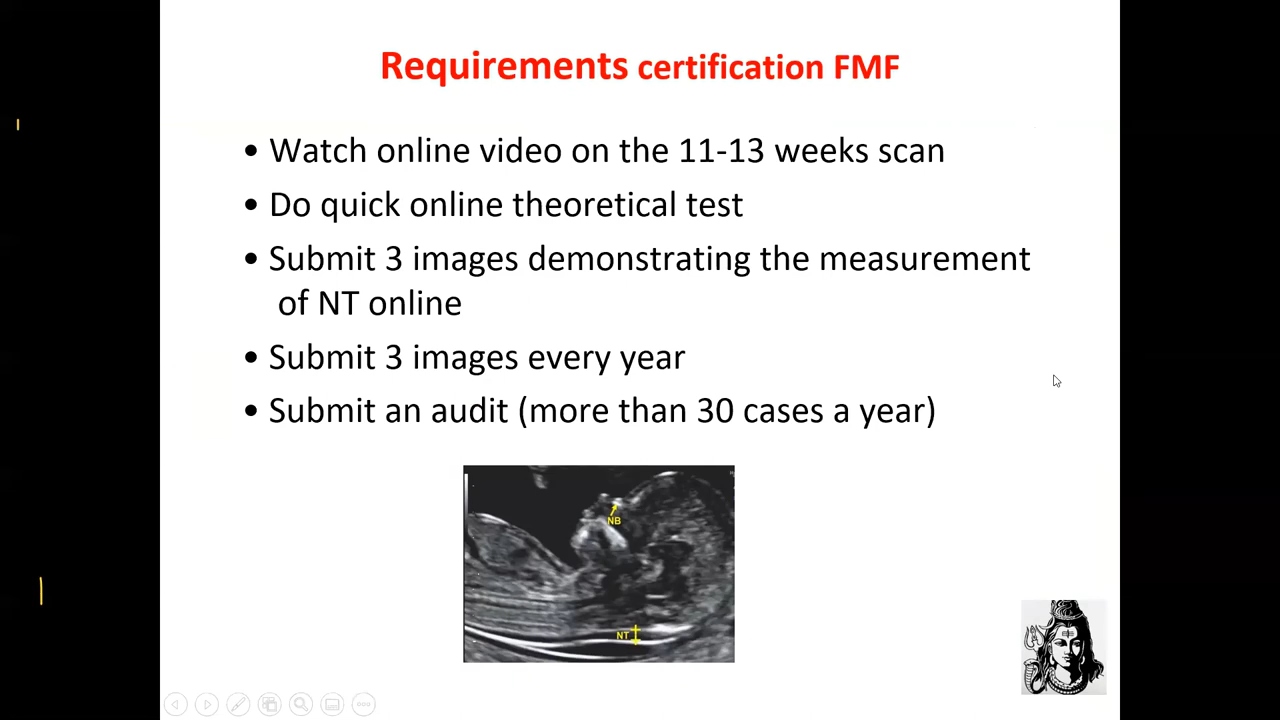 Requirements certification FMF
• Watch online video on the 11-13 weeks scan
• Do quick online theoretical test
• Submit 3 images demonstrating the measurement
of NT online
• Submit 3 images every year
• Submit an audit (more than 30 cases a year)
NB
NT